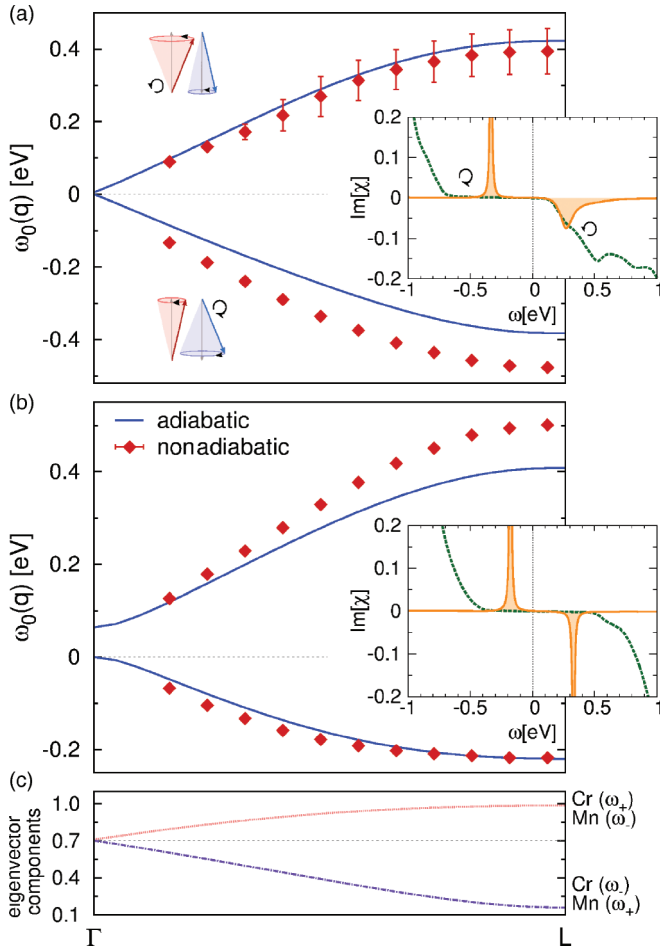 (a)
0.4
0.2
0
-0.2
-0.4
ω₀(q) [eV]
0.2
0.1
0
-0.1
-0.2
Im[χ]
-1
-0.5
0
0.5
1
ω[eV]
(b)
adiabatic
nonadiabatic
0.4
0.2
0
-0.2
ω₀(q) [eV]
0.2
0.1
0
-0.1
-0.2
Im[χ]
-1
-0.5
0
0.5
1
ω[eV]
(c)
1.0
0.7
0.4
0.1
eigenvector
components
Cr (ω₊)
Mn (ω₋)
Cr (ω₋)
Mn (ω₊)
Γ
L